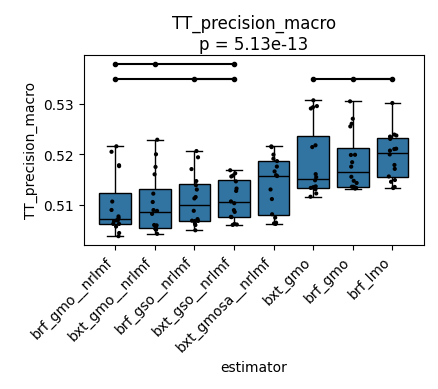 TT_precision_macro
p = 5.13e-13
TT_precision_macro
0.53
0.52
0.51
brf_gmo__nrlmf
bxt_gmo__nrlmf
brf_gso__nrlmf
bxt_gso__nrlmf
bxt_gmosa__nrlmf
bxt_gmo
brf_gmo
brf_lmo
estimator